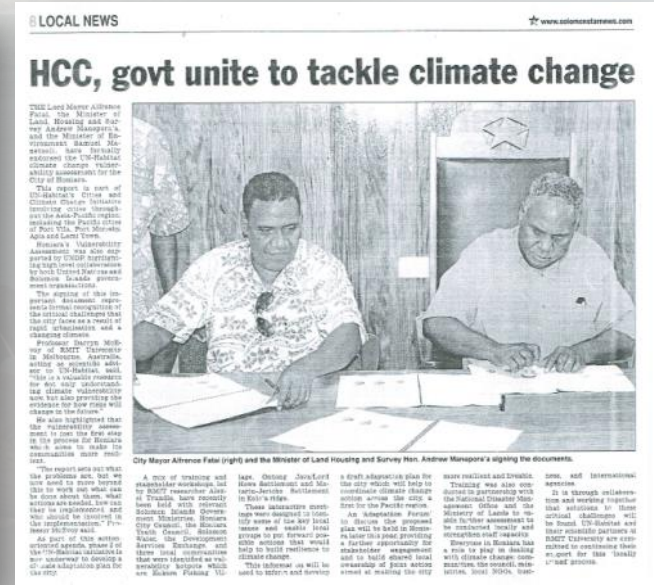 8 LOCAL NEWS
www.solomonstarnews.com
HCC, govt unite to tackle climate change
THE Lord Mayor Alfrence
Fatai, the Minister of
Land, Housing and Sur-
vey Andrew Manepora'a,
and the Minister of En-
vironment Samuel Ma-
netoali, have formally
endorsed the UN-Habitat
climate change vulner-
ability assessment for the
City of Honiara.
This report is part of
UN-Habitat's Cities and
Climate Change Initiative
involving cities through-
out the Asia-Pacific region,
including the Pacific cities
of Port Vila, Port Moresby,
Apia and Lami Town.
Honiara's Vulnerability
Assessment was also sup-
ported by UNDP, highlight-
ing high level collaboration
by both United Nations and
Solomon Islands govern-
ment organisations.
The signing of this im-
portant document repre-
sents formal recognition of
the critical challenges that
the city faces as a result of
rapid urbanisation and a
changing climate.
Professor Darryn McE-
voy of RMIT University
in Melbourne, Australia,
acting as scientific advi-
sor to UN-Habitat, said,
"this is a valuable resource
for not only understand-
ing climate vulnerability
now, but also providing the
evidence for how risks will
change in the future."
He also highlighted that
the vulnerability assess-
ment is just the first step
in the process for Honiara
which aims to make its
communities more resil-
ient.
"The report sets out what
the problems are, but we
now need to move beyond
this to work out what can
be done about them, what
actions are needed, how can
they be implemented, and
who should be involved in
the implementation," Pro-
fessor McEvoy said.
As part of this action-
oriented agenda, phase 2 of
the UN-Habitat initiative is
now underway to develop a
climate adaptation plan for
the city.
City Mayor Alfrence Fatai (right) and the Minister of Land Housing and Survey Hon. Andrew Manepora'a signing the documents.
A mix of training and
stakeholder workshops, led
by RMIT researcher Alex-
ei Trundle, have recently
been held with relevant
Solomon Islands Govern-
ment Ministries, Honiara
City Council, the Honiara
Youth Council, Solomon
Water, the Development
Services Exchange, and
three local communities
that were identified as vul-
nerability hotspots which
are Kukum Fishing Vil-
lage, Ontong Java/Lord
Howe Settlement and Ma-
tariu-Jericho Settlement
in Koa'a Ridge.
These interactive meet-
ings were designed to iden-
tify some of the key local
issues and enable local
groups to put forward pos-
sible actions that would
help to build resilience to
climate change.
This information will be
used to inform and develop
a draft adaptation plan for
the city which will help to
coordinate climate change
action across the city, a
first for the Pacific region.
An 'Adaptation Forum'
to discuss the proposed
plan will be held in Honia-
ra later this year, providing
a further opportunity for
stakeholder engagement
and to build shared local
ownership of joint action
aimed at making the city
more resilient and liveable.
Training was also con-
ducted in partnership with
the National Disaster Man-
agement Office and the
Ministry of Lands to en-
able further assessment to
be conducted locally and
strengthen staff capacity.
Everyone in Honiara has
a role to play in dealing
with climate change: com-
munities, the council, min-
istries, local NGOs, busi-
ness, and international
agencies.
It is through collabora-
tion and working together
that solutions to these
critical challenges will
be found. UN-Habitat and
their scientific partners at
RMIT University are com-
mitted to continuing their
support for this locally
led process.